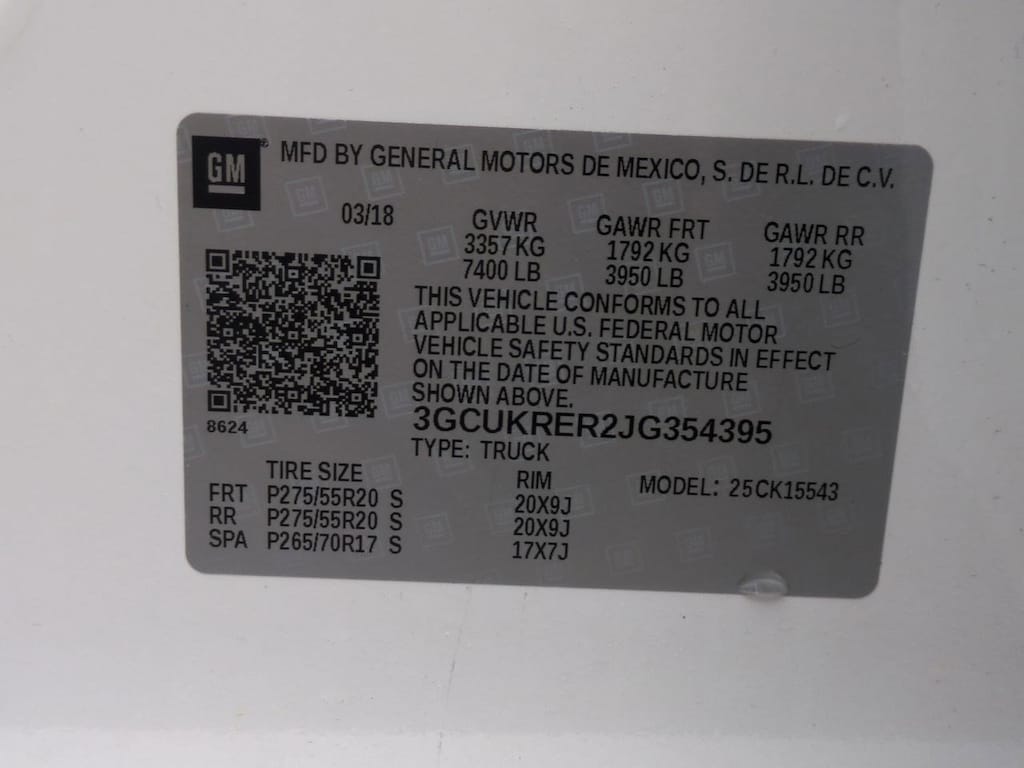 GM MFD BY GENERAL MOTORS DE MEXICO, S. DE R.L. DE C.V.
03/18 GVWR GAWR FRT GAWR RR
3357 KG 1792 KG 1792 KG
7400 LB 3950 LB 3950 LB
THIS VEHICLE CONFORMS TO ALL
APPLICABLE U.S. FEDERAL MOTOR
VEHICLE SAFETY STANDARDS IN EFFECT
ON THE DATE OF MANUFACTURE
SHOWN ABOVE.
8624 3GCUKRER2JG354395
TYPE: TRUCK
TIRE SIZE RIM MODEL: 25CK15543
FRT P275/55R20 S 20X9J
RR P275/55R20 S 20X9J
SPA P265/70R17 S 17X7J